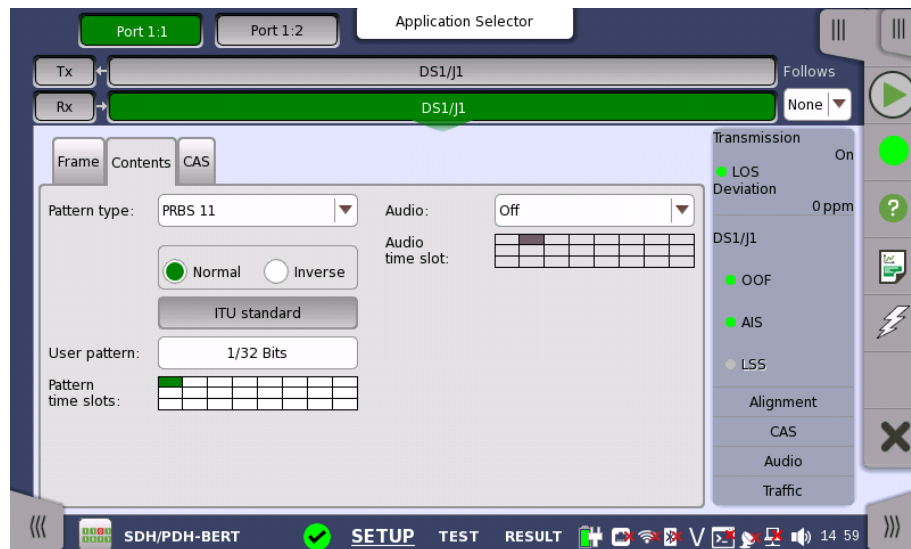 Application Selector
Port 1:1 Port 1:2
Tx DS1/J1 Follows
Rx DS1/J1 None
Frame Contents CAS
Pattern type: PRBS 11
Normal Inverse
ITU standard
User pattern: 1/32 Bits
Pattern
time slots:
Audio: Off
Audio
time slot:
Transmission
On
LOS
Deviation
0 ppm
DS1/J1
OOF
AIS
LSS
Alignment
CAS
Audio
Traffic
SDH/PDH-BERT SETUP TEST RESULT V 14 59